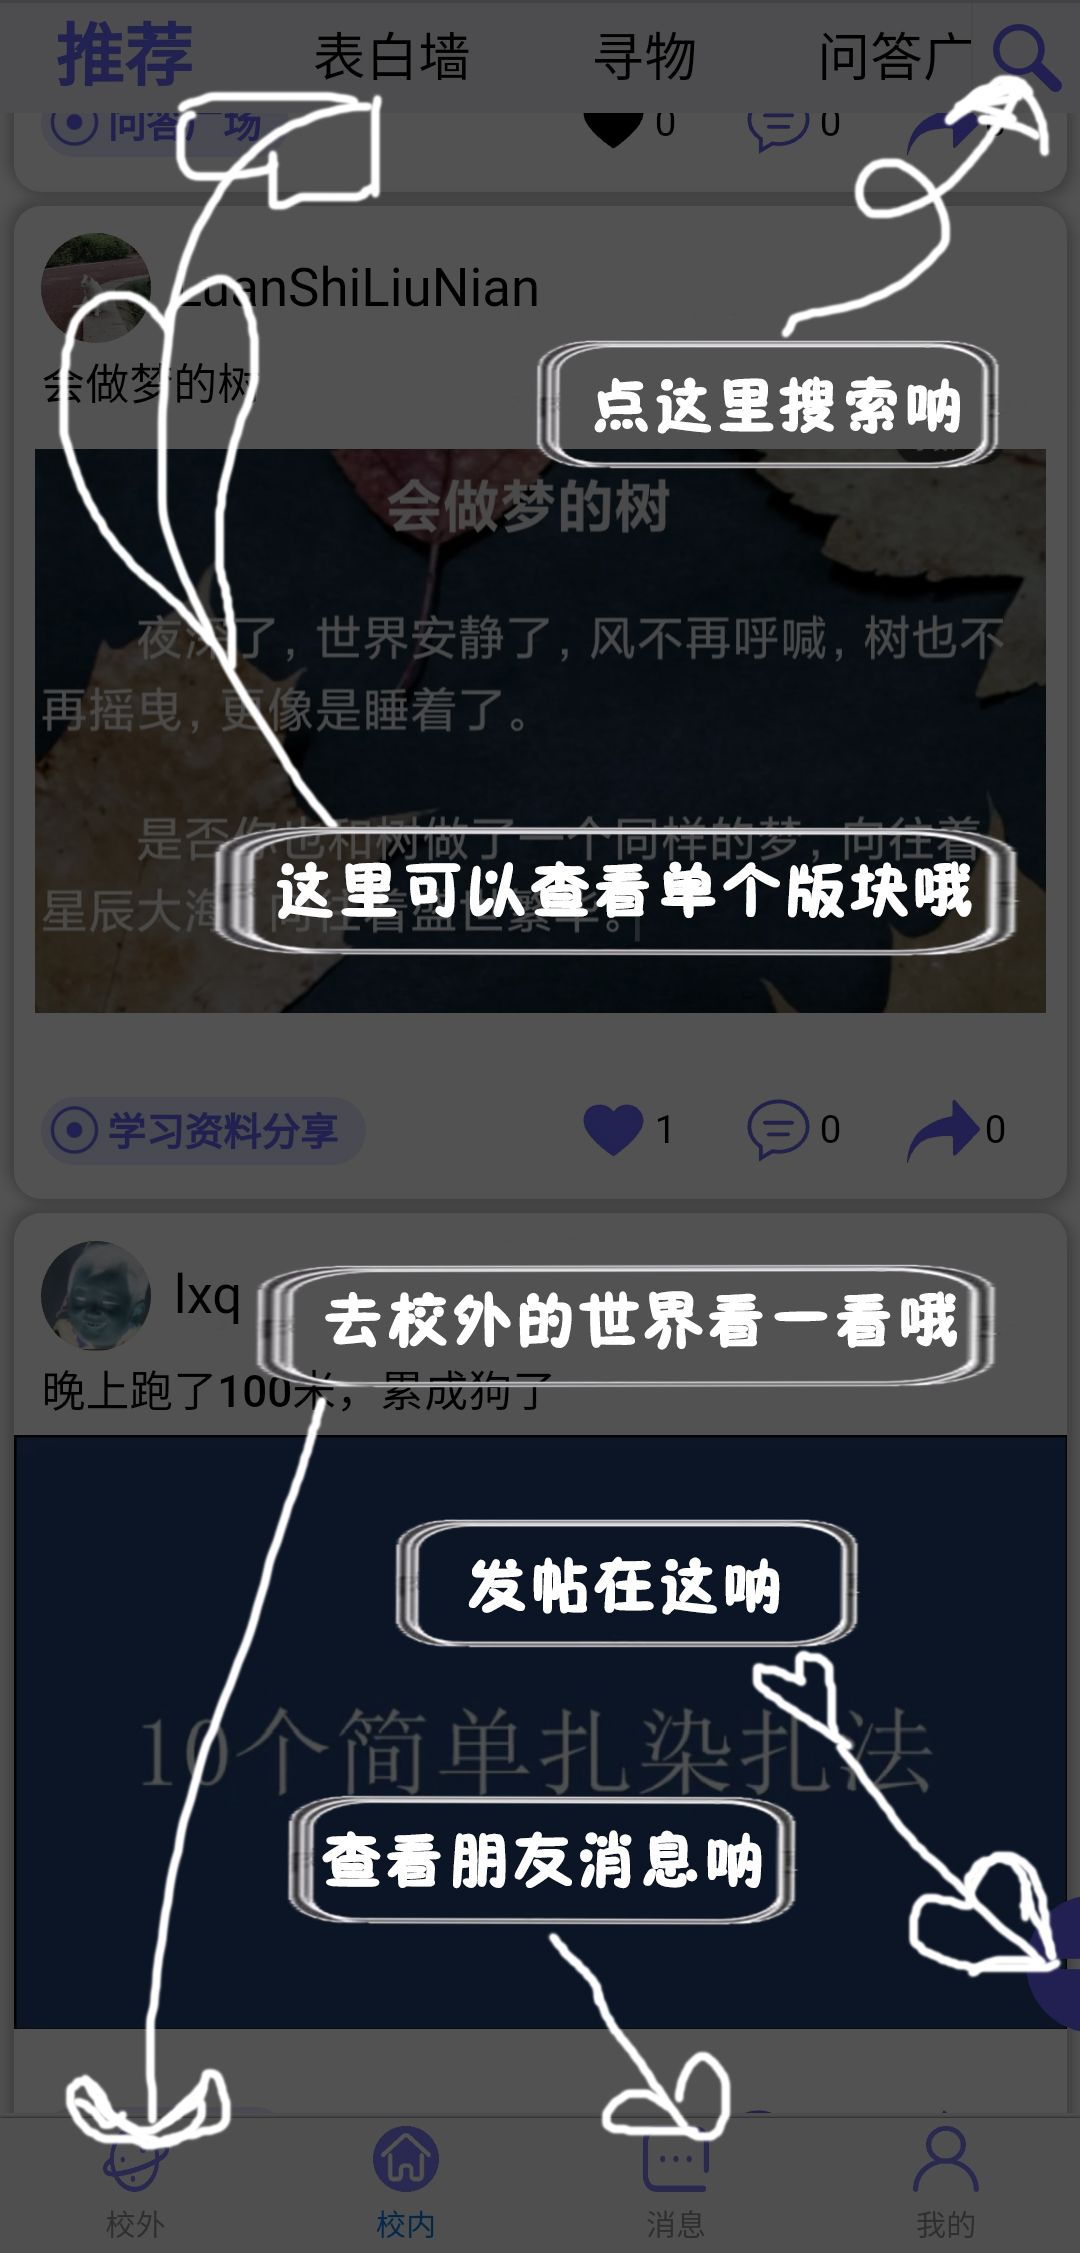 推荐 表白墙 寻物 问答广
问答广场 0 0 0
LuanShiLiuNian
会做梦的树
点这里搜索呐
会做梦的树
夜深了，世界安静了，风不再呼喊，树也不
再摇曳，更像是睡着了。
是否你也和树做了一个同样的梦，向往着
星辰大海，向往着盛世繁华。
这里可以查看单个版块哦
学习资料分享 1 0 0
lxq
去校外的世界看一看哦
晚上跑了100米，累成狗了
发帖在这呐
10个简单扎染扎法
查看朋友消息呐
校外 校内 消息 我的